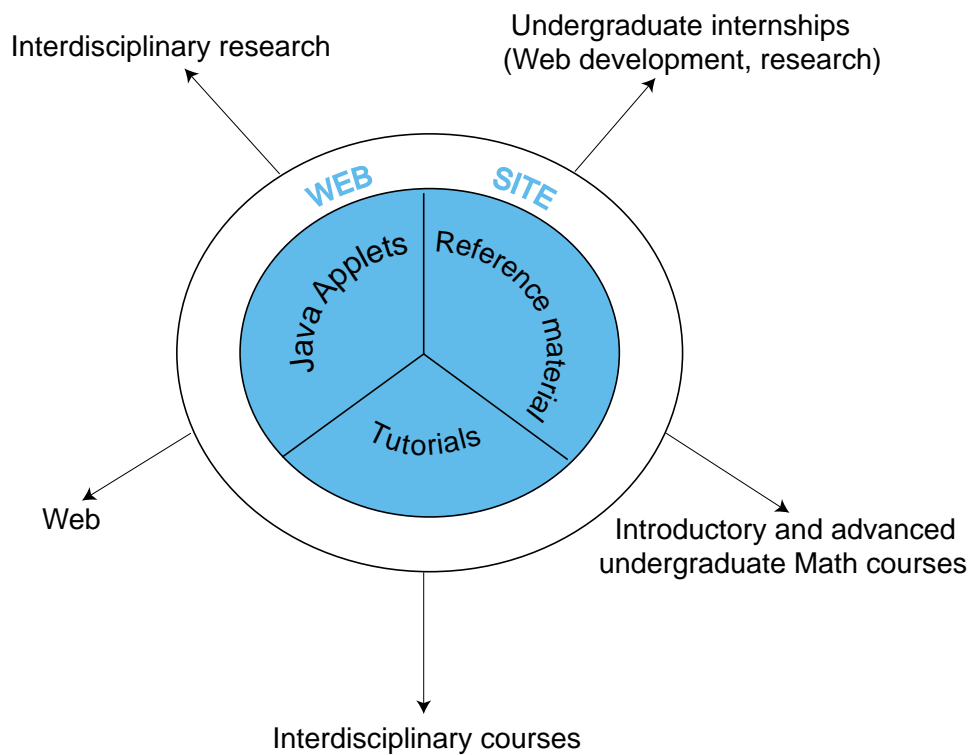 Interdisciplinary research
Undergraduate internships
(Web development, research)
WEB SITE
Java Applets
Reference material
Tutorials
Web
Introductory and advanced
undergraduate Math courses
Interdisciplinary courses